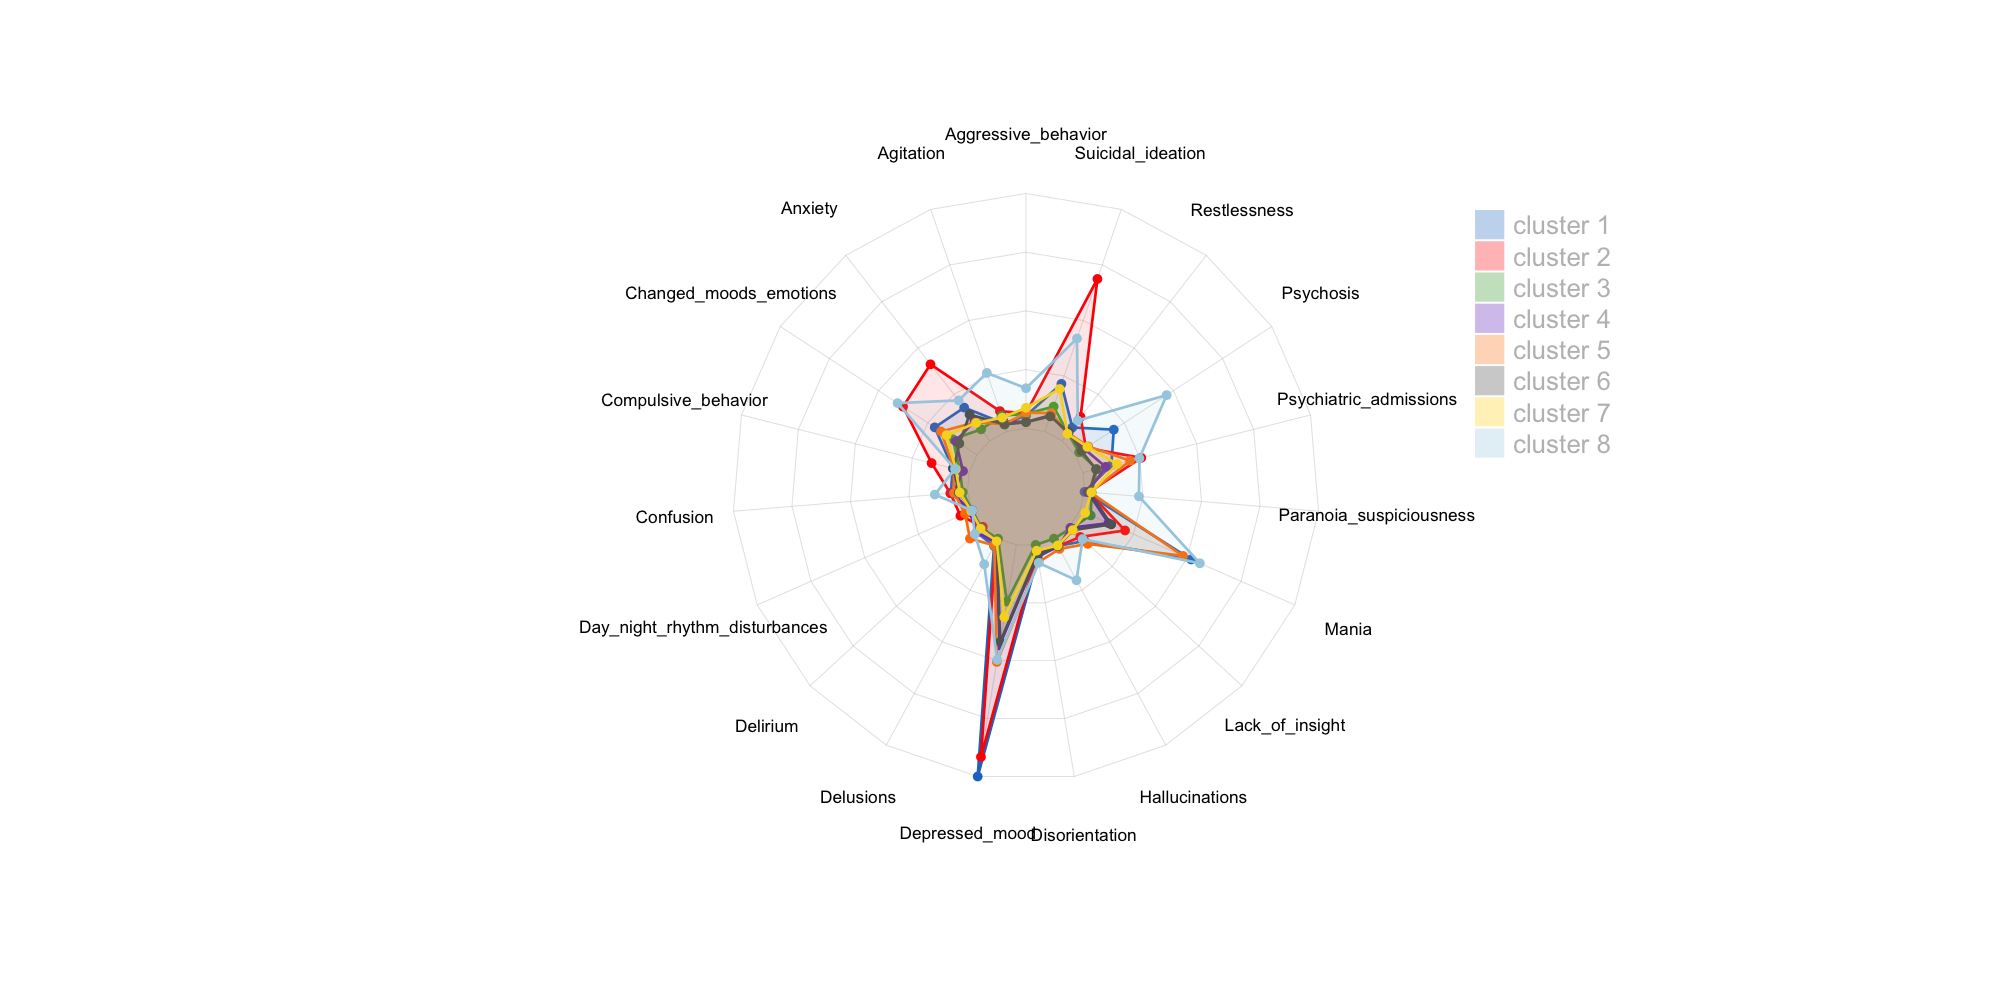 Aggressive_behavior
Agitation
Suicidal_ideation
Anxiety
Restlessness
Changed_moods_emotions
Psychosis
Compulsive_behavior
Psychiatric_admissions
Confusion
Paranoia_suspiciousness
Day_night_rhythm_disturbances
Mania
Delirium
Lack_of_insight
Delusions
Hallucinations
Depressed_mood
Disorientation
cluster 1
cluster 2
cluster 3
cluster 4
cluster 5
cluster 6
cluster 7
cluster 8